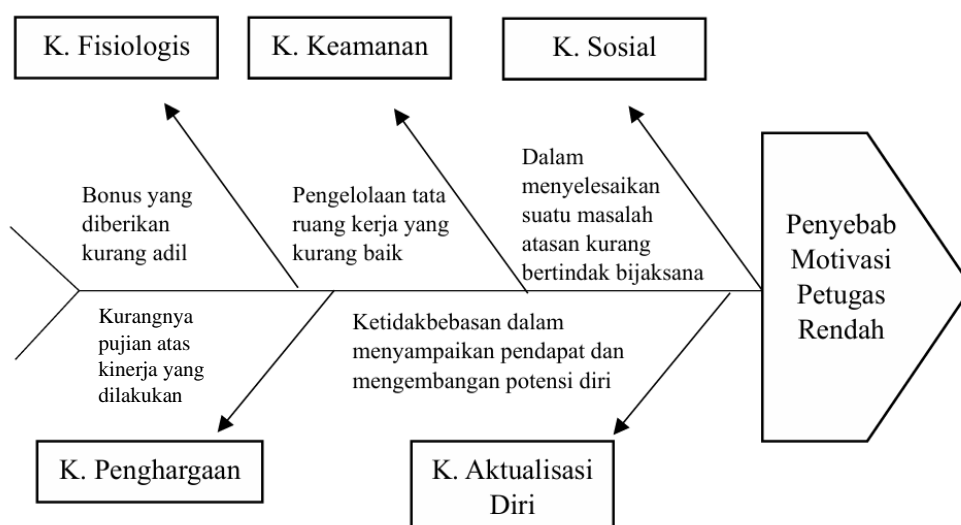 K. Fisiologis
K. Keamanan
K. Sosial
Bonus yang
diberikan
kurang adil
Pengelolaan tata
ruang kerja yang
kurang baik
Dalam
menyelesaikan
suatu masalah
atasan kurang
bertindak bijaksana
Penyebab
Motivasi
Petugas
Rendah
Kurangnya
pujian atas
kinerja yang
dilakukan
Ketidakbebasan dalam
menyampaikan pendapat dan
mengembangan potensi diri
K. Penghargaan
K. Aktualisasi
Diri